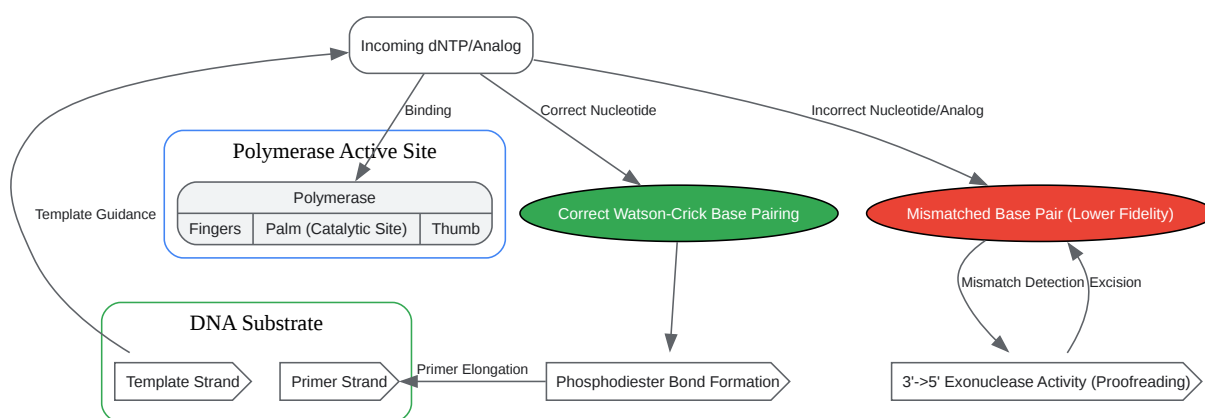 Incoming dNTP/Analog
Binding
Correct Nucleotide
Incorrect Nucleotide/Analog
Polymerase Active Site
Polymerase
Fingers
Palm (Catalytic Site)
Thumb
Template Guidance
Correct Watson-Crick Base Pairing
Mismatched Base Pair (Lower Fidelity)
Mismatch Detection
Excision
DNA Substrate
Template Strand
Primer Strand
Primer Elongation
Phosphodiester Bond Formation
3'->5' Exonuclease Activity (Proofreading)